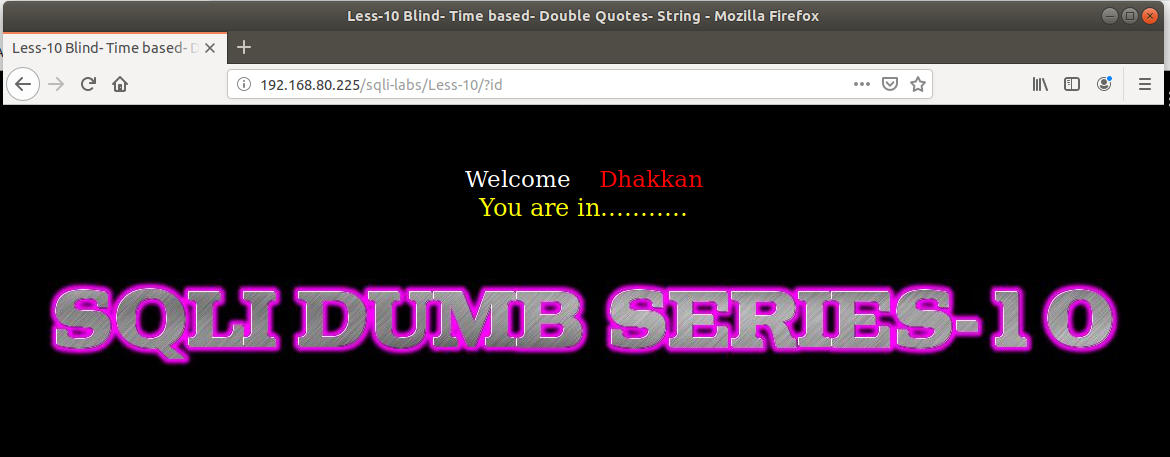 Less-10 Blind- Time based- Double Quotes- String - Mozilla Firefox
Less-10 Blind- Time based- D
192.168.80.225/sqli-labs/Less-10/?id
Welcome Dhakkan
You are in...........
SQLI DUMB SERIES-10